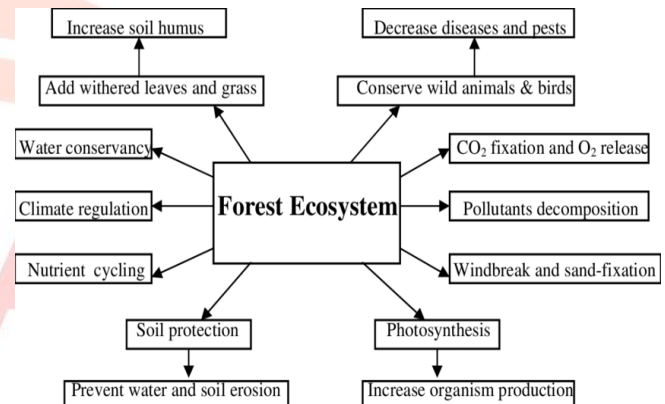 Increase soil humus
Decrease diseases and pests
Add withered leaves and grass
Conserve wild animals & birds
Water conservancy
CO₂ fixation and O₂ release
Forest Ecosystem
Climate regulation
Pollutants decomposition
Nutrient cycling
Windbreak and sand-fixation
Soil protection
Photosynthesis
Prevent water and soil erosion
Increase organism production